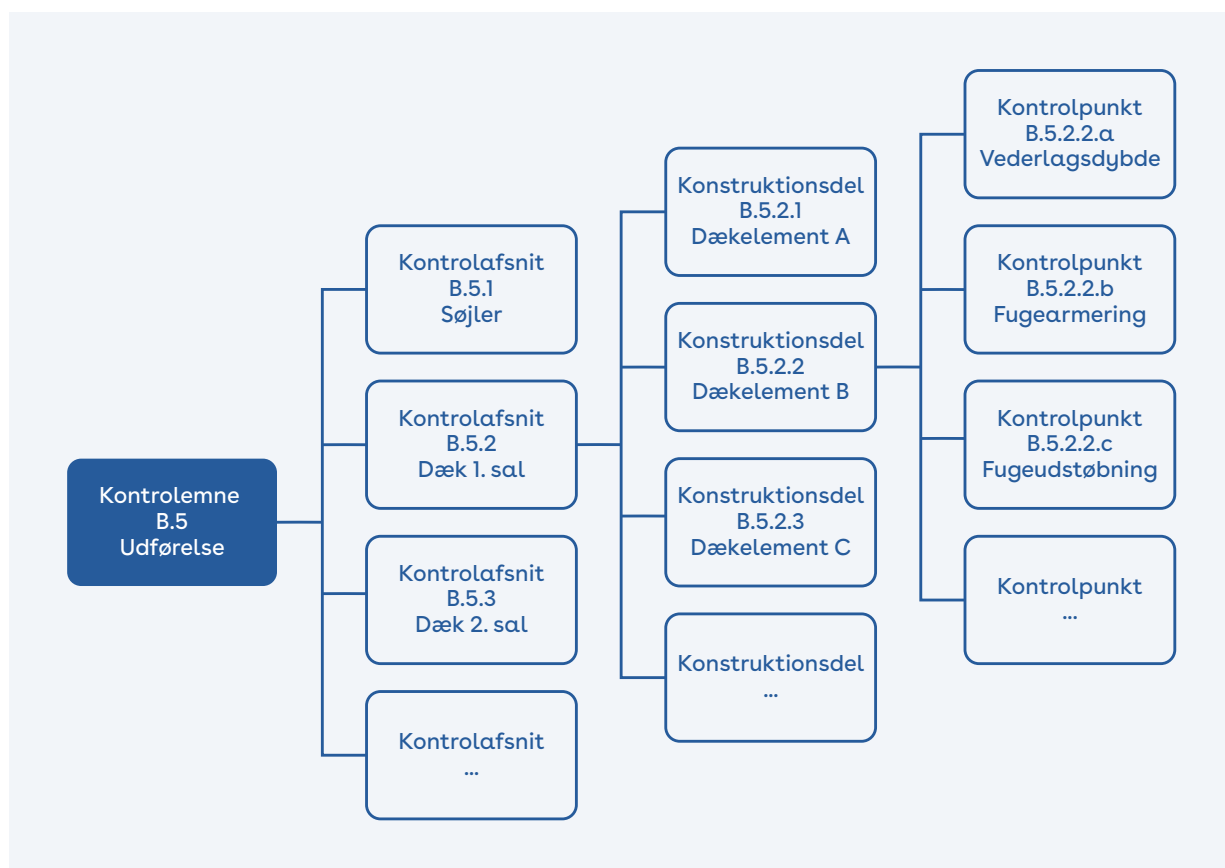 Kontrolemne
B.5
Udførelse
Kontrolafsnit
B.5.1
Søjler
Kontrolafsnit
B.5.2
Dæk 1. sal
Kontrolafsnit
B.5.3
Dæk 2. sal
Kontrolafsnit
...
Konstruktionsdel
B.5.2.1
Dækelement A
Konstruktionsdel
B.5.2.2
Dækelement B
Konstruktionsdel
B.5.2.3
Dækelement C
Konstruktionsdel
...
Kontrolpunkt
B.5.2.2.a
Vederlagsdybde
Kontrolpunkt
B.5.2.2.b
Fugearmering
Kontrolpunkt
B.5.2.2.c
Fugeudstøbning
Kontrolpunkt
...